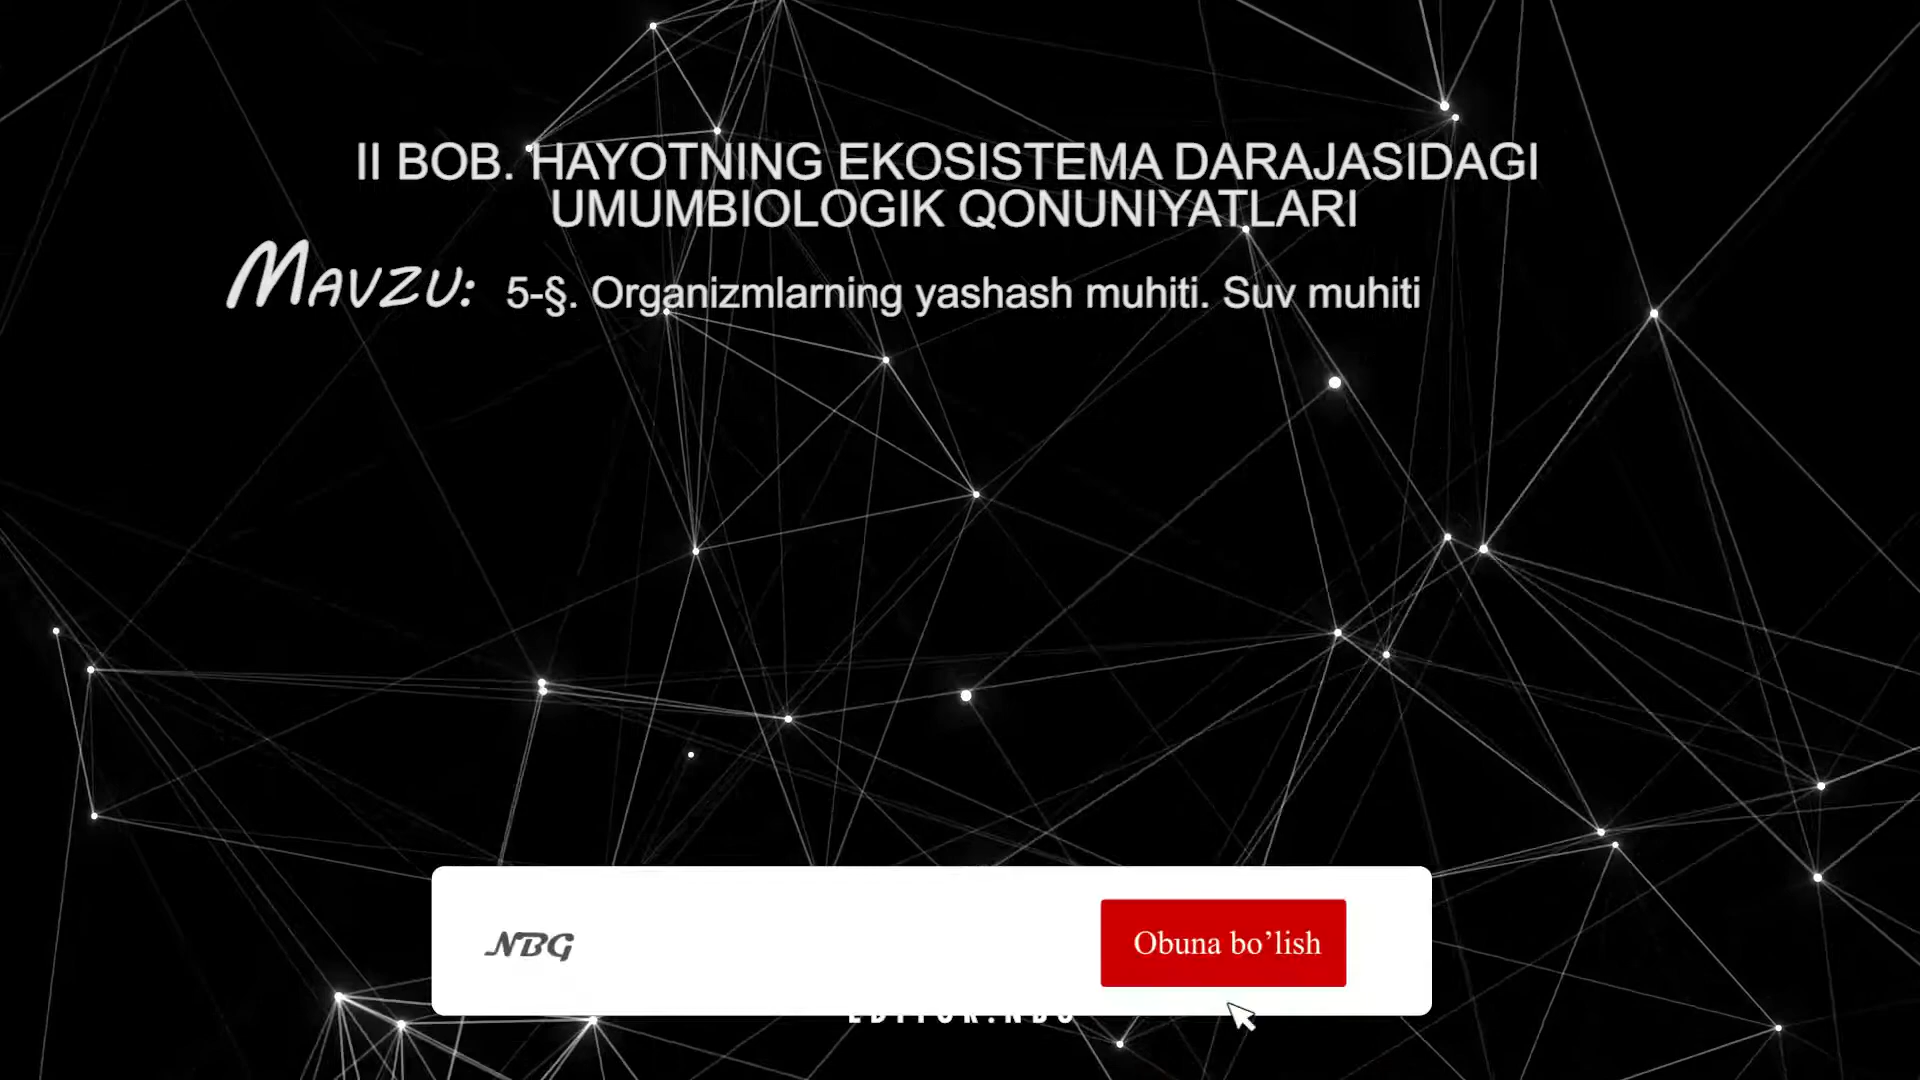 II BOB. HAYOTNING EKOSISTEMA DARAJASIDAGI
UMUMBIOLOGIK QONUNIYATLARI
MAVZU: 5-§. Organizmlarning yashash muhiti. Suv muhiti
NBG
Obuna bo’lish